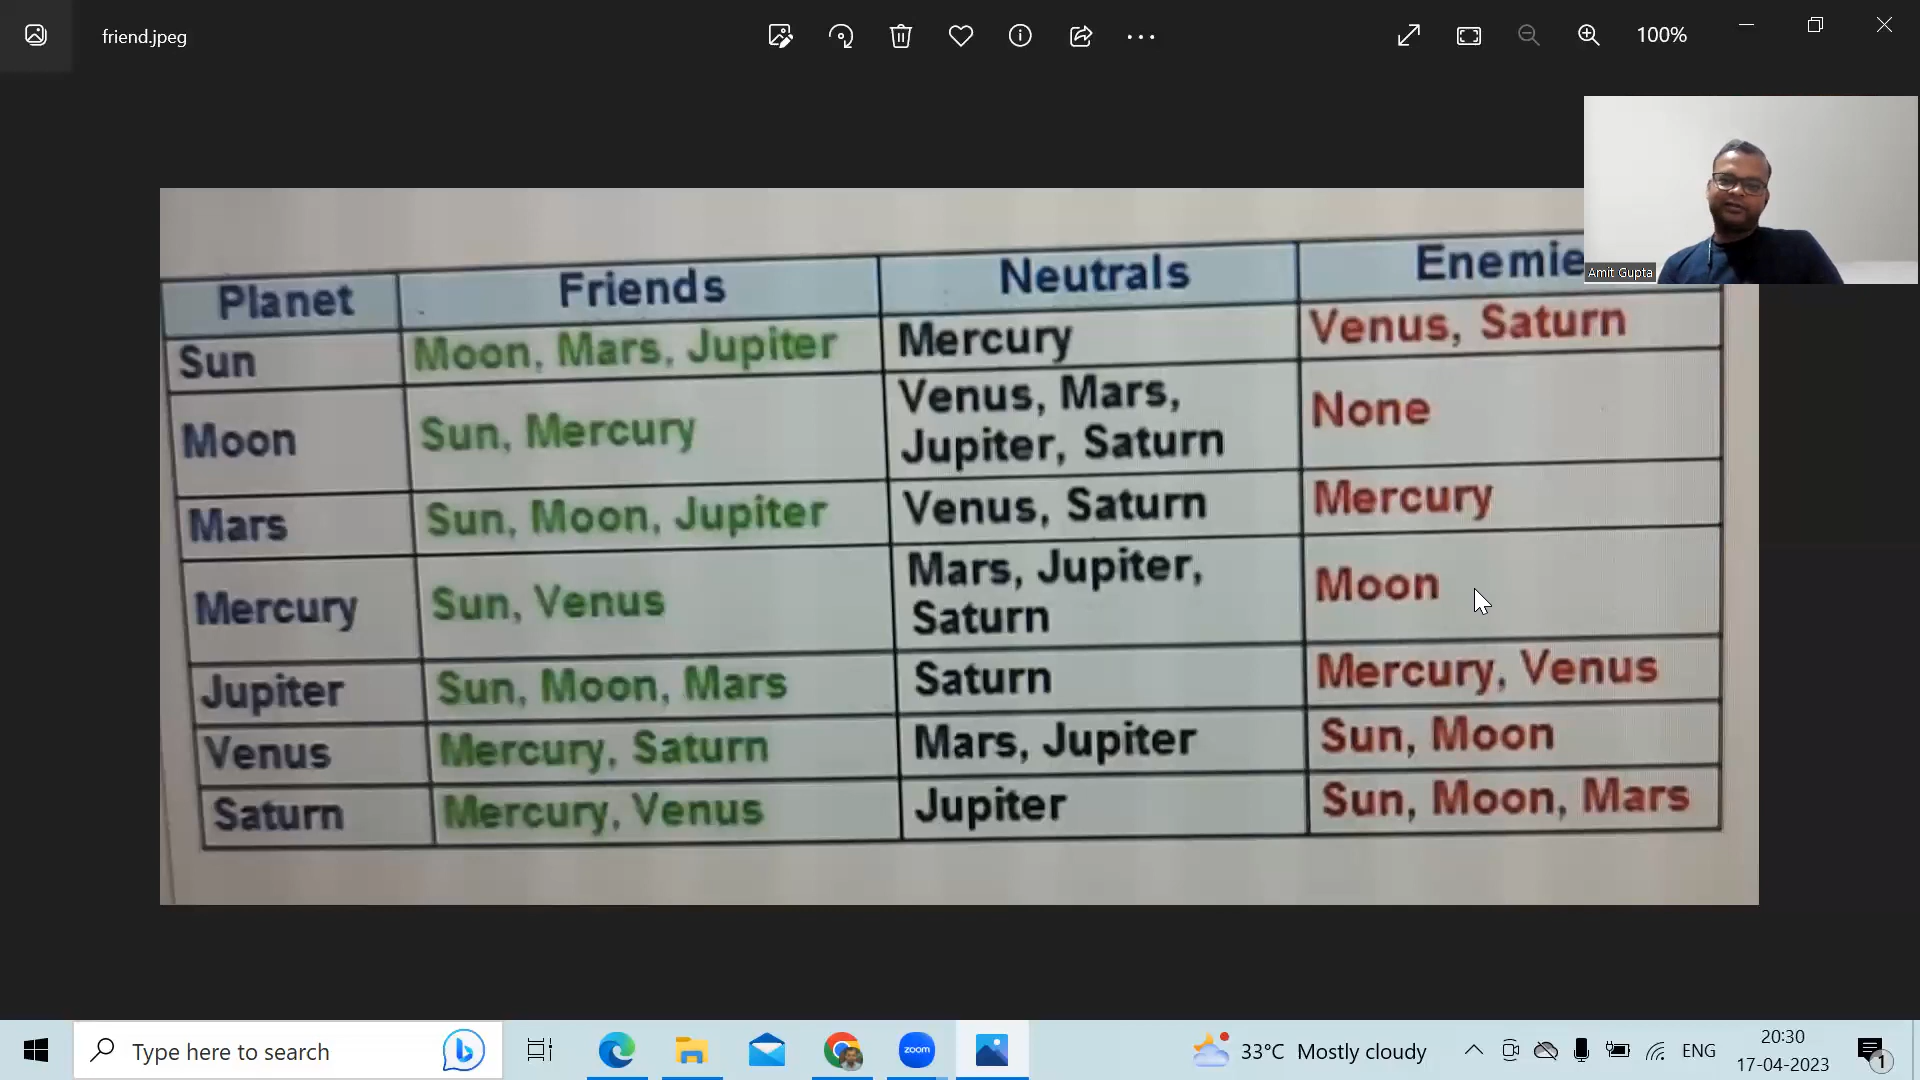 friend.jpeg
100%
Amit Gupta
Planet Friends Neutrals Enemie
Sun Moon, Mars, Jupiter Mercury Venus, Saturn
Moon Sun, Mercury Venus, Mars, None
Jupiter, Saturn
Mars Sun, Moon, Jupiter Venus, Saturn Mercury
Mercury Sun, Venus Mars, Jupiter, Moon
Saturn
Jupiter Sun, Moon, Mars Saturn Mercury, Venus
Venus Mercury, Saturn Mars, Jupiter Sun, Moon
Saturn Mercury, Venus Jupiter Sun, Moon, Mars
Type here to search
zoom
33°C Mostly cloudy
ENG
20:30
17-04-2023
1